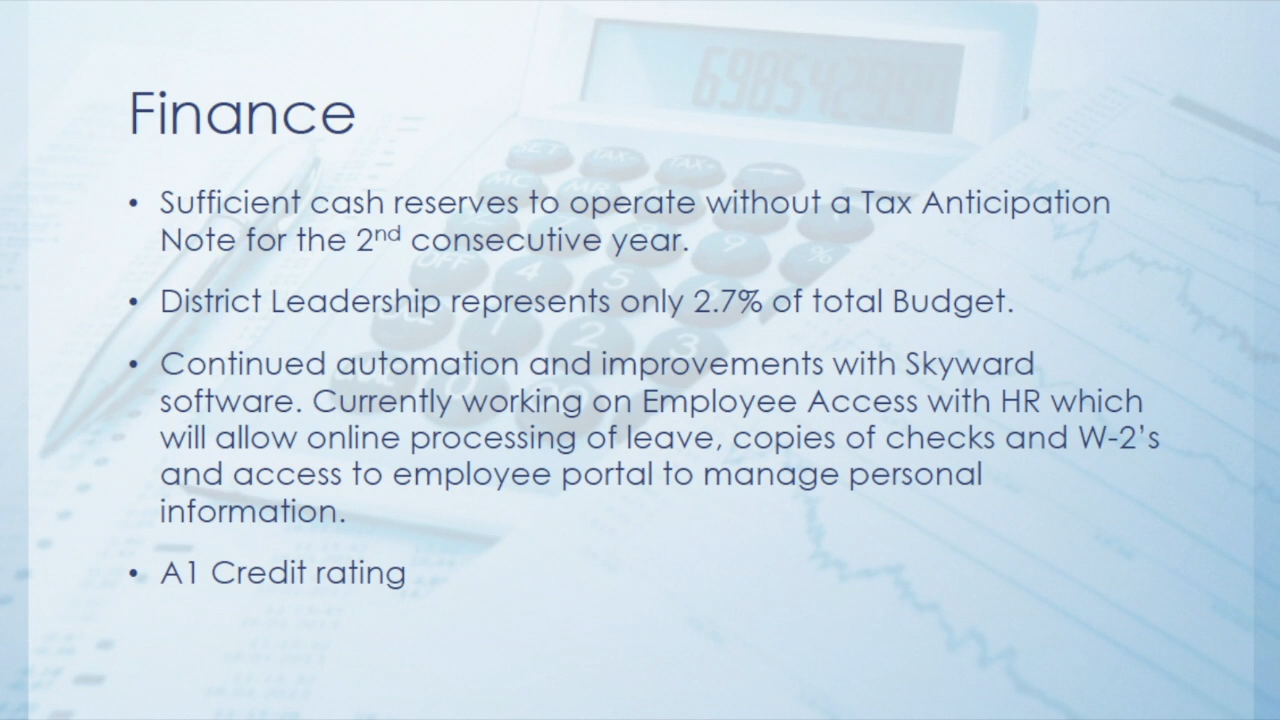 Finance
• Sufficient cash reserves to operate without a Tax Anticipation
Note for the 2nd consecutive year.
• District Leadership represents only 2.7% of total Budget.
• Continued automation and improvements with Skyward
software. Currently working on Employee Access with HR which
will allow online processing of leave, copies of checks and W-2’s
and access to employee portal to manage personal
information.
• A1 Credit rating